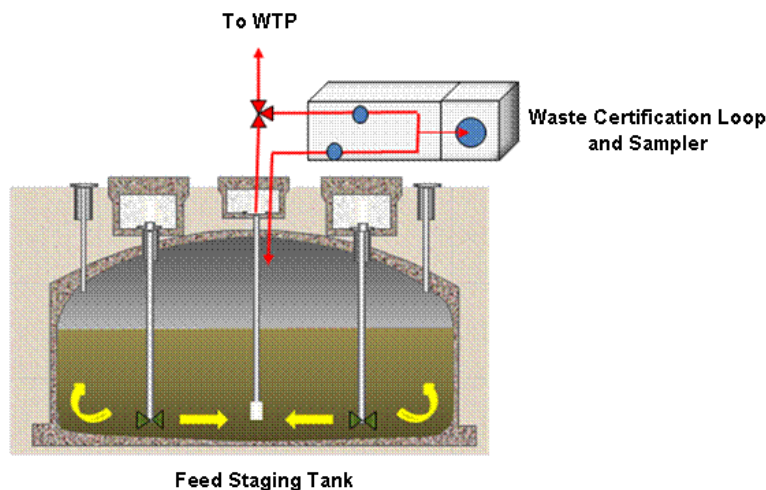 To WTP
Waste Certification Loop
and Sampler
Feed Staging Tank